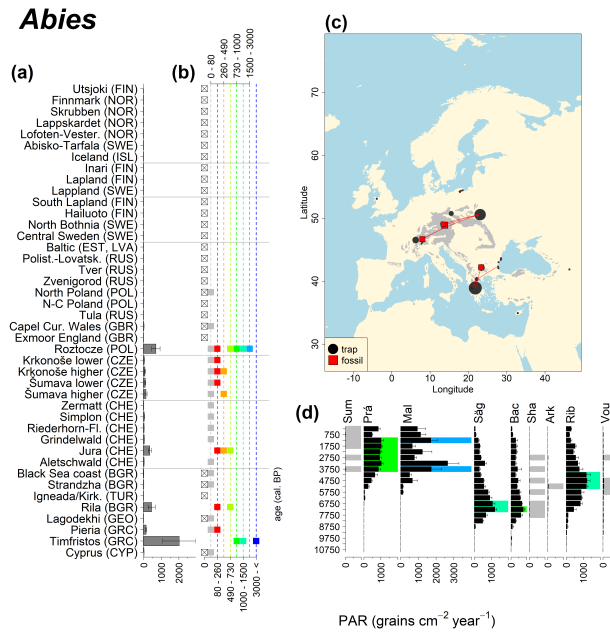 Abies
(a)
(b)
(c)
0 - 80
260 - 490
730 - 1000
1500 - 3000
Utsjoki (FIN)
Finnmark (NOR)
Skrubben (NOR)
Lappskardet (NOR)
Lofoten-Vester. (NOR)
Abisko-Tarfala (SWE)
Iceland (ISL)
Inari (FIN)
Lapland (FIN)
Lappland (SWE)
South Lapland (FIN)
Hailuoto (FIN)
North Bothnia (SWE)
Central Sweden (SWE)
Baltic (EST, LVA)
Polist.-Lovatsk. (RUS)
Tver (RUS)
Zvenigorod (RUS)
North Poland (POL)
N-C Poland (POL)
Tula (RUS)
Capel Cur. Wales (GBR)
Exmoor England (GBR)
Roztocze (POL)
Krkonoše lower (CZE)
Krkonoše higher (CZE)
Šumava lower (CZE)
Šumava higher (CZE)
Zermatt (CHE)
Simplon (CHE)
Riederhorn-Fl. (CHE)
Grindelwald (CHE)
Jura (CHE)
Aletschwald (CHE)
Black Sea coast (BGR)
Strandzha (BGR)
Igneada/Kirk. (TUR)
Rila (BGR)
Lagodekhi (GEO)
Pieria (GRC)
Timfristos (GRC)
Cyprus (CYP)
0
1000
2000
80 - 260
490 - 730
1000 - 1500
3000 - <
age (cal. BP)
Latitude
70
60
50
40
30
trap
fossil
-10 0 10 20 30 40 50
Longitude
(d)
Sum Prá Mal Ság Bac Sha Ark Rib Vou
750
1750
2750
3750
4750
5750
6750
7750
8750
9750
10750
0 0 1000 0 1000 2000 3000 0 1000 0 0 0 0 1000 0
PAR (grains cm⁻² year⁻¹)